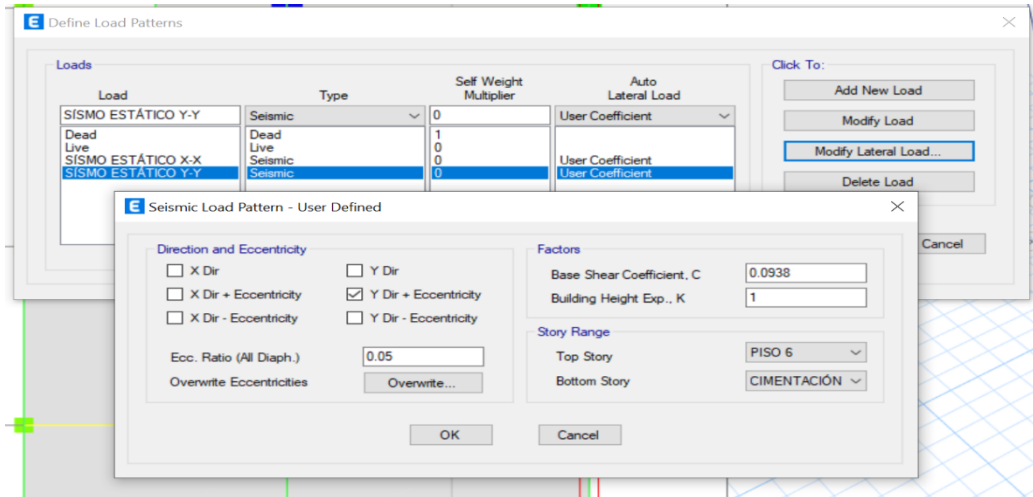 E Define Load Patterns
Loads
Click To:
Load Type Self Weight Multiplier Auto Lateral Load
SÍSMO ESTÁTICO Y-Y Seismic 0 User Coefficient
Dead Dead 1
Live Live 0
SÍSMO ESTÁTICO X-X Seismic 0 User Coefficient
SÍSMO ESTÁTICO Y-Y Seismic 0 User Coefficient
Add New Load
Modify Load
Modify Lateral Load...
Delete Load
Cancel
E Seismic Load Pattern - User Defined
Direction and Eccentricity
X Dir Y Dir
X Dir + Eccentricity Y Dir + Eccentricity
X Dir - Eccentricity Y Dir - Eccentricity
Ecc. Ratio (All Diaph.) 0.05
Overwrite Eccentricities Overwrite...
Factors
Base Shear Coefficient, C 0.0938
Building Height Exp., K 1
Story Range
Top Story PISO 6
Bottom Story CIMENTACIÓN
OK Cancel